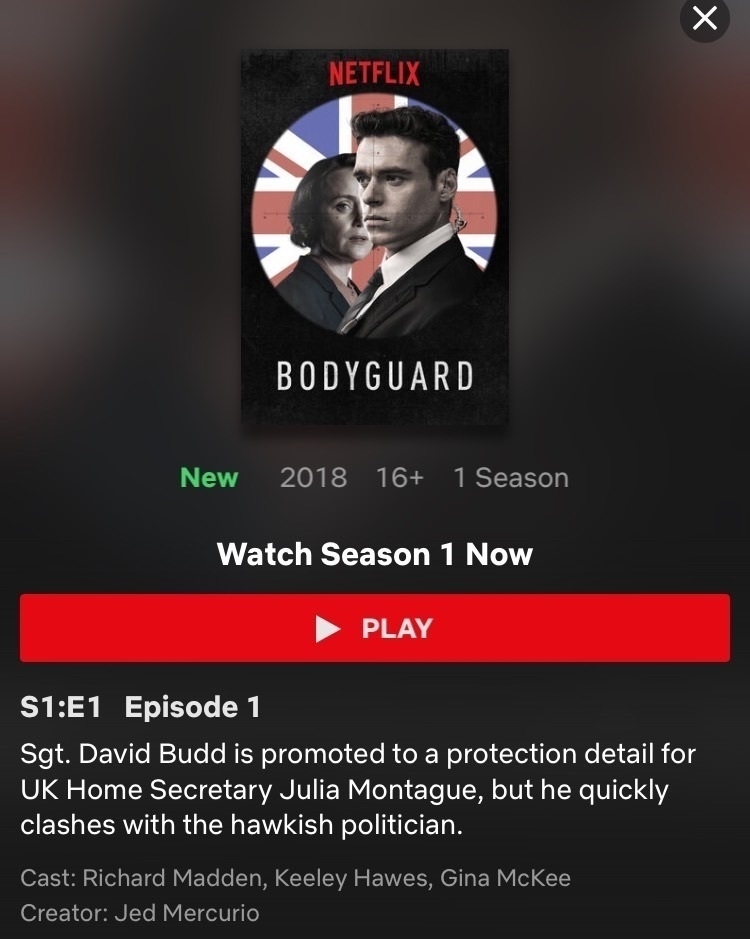 NETFLIX
BODYGUARD
New 2018 16+ 1 Season
Watch Season 1 Now
PLAY
S1:E1 Episode 1
Sgt. David Budd is promoted to a protection detail for
UK Home Secretary Julia Montague, but he quickly
clashes with the hawkish politician.
Cast: Richard Madden, Keeley Hawes, Gina McKee
Creator: Jed Mercurio